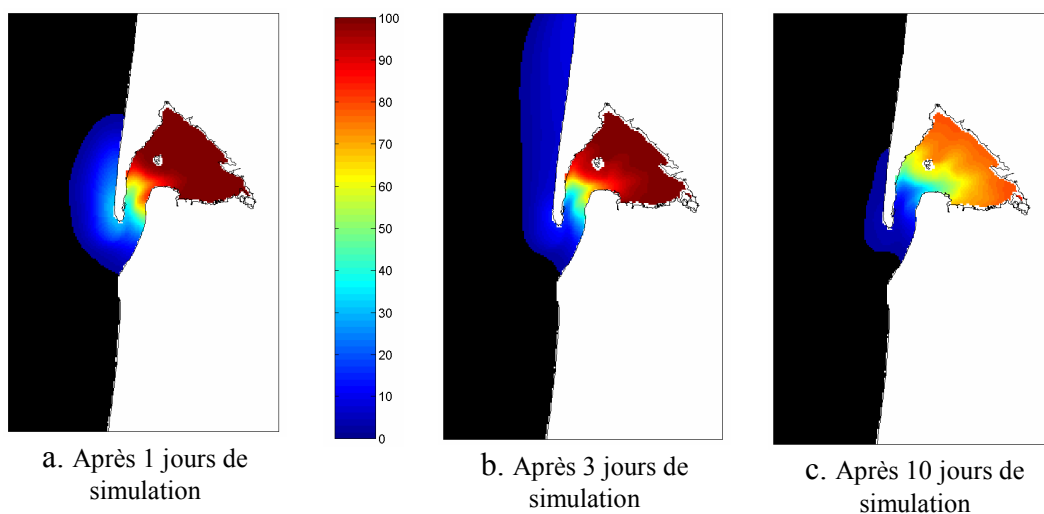 100
90
80
70
60
50
40
30
20
10
0
a. Après 1 jours de
simulation
b. Après 3 jours de
simulation
c. Après 10 jours de
simulation